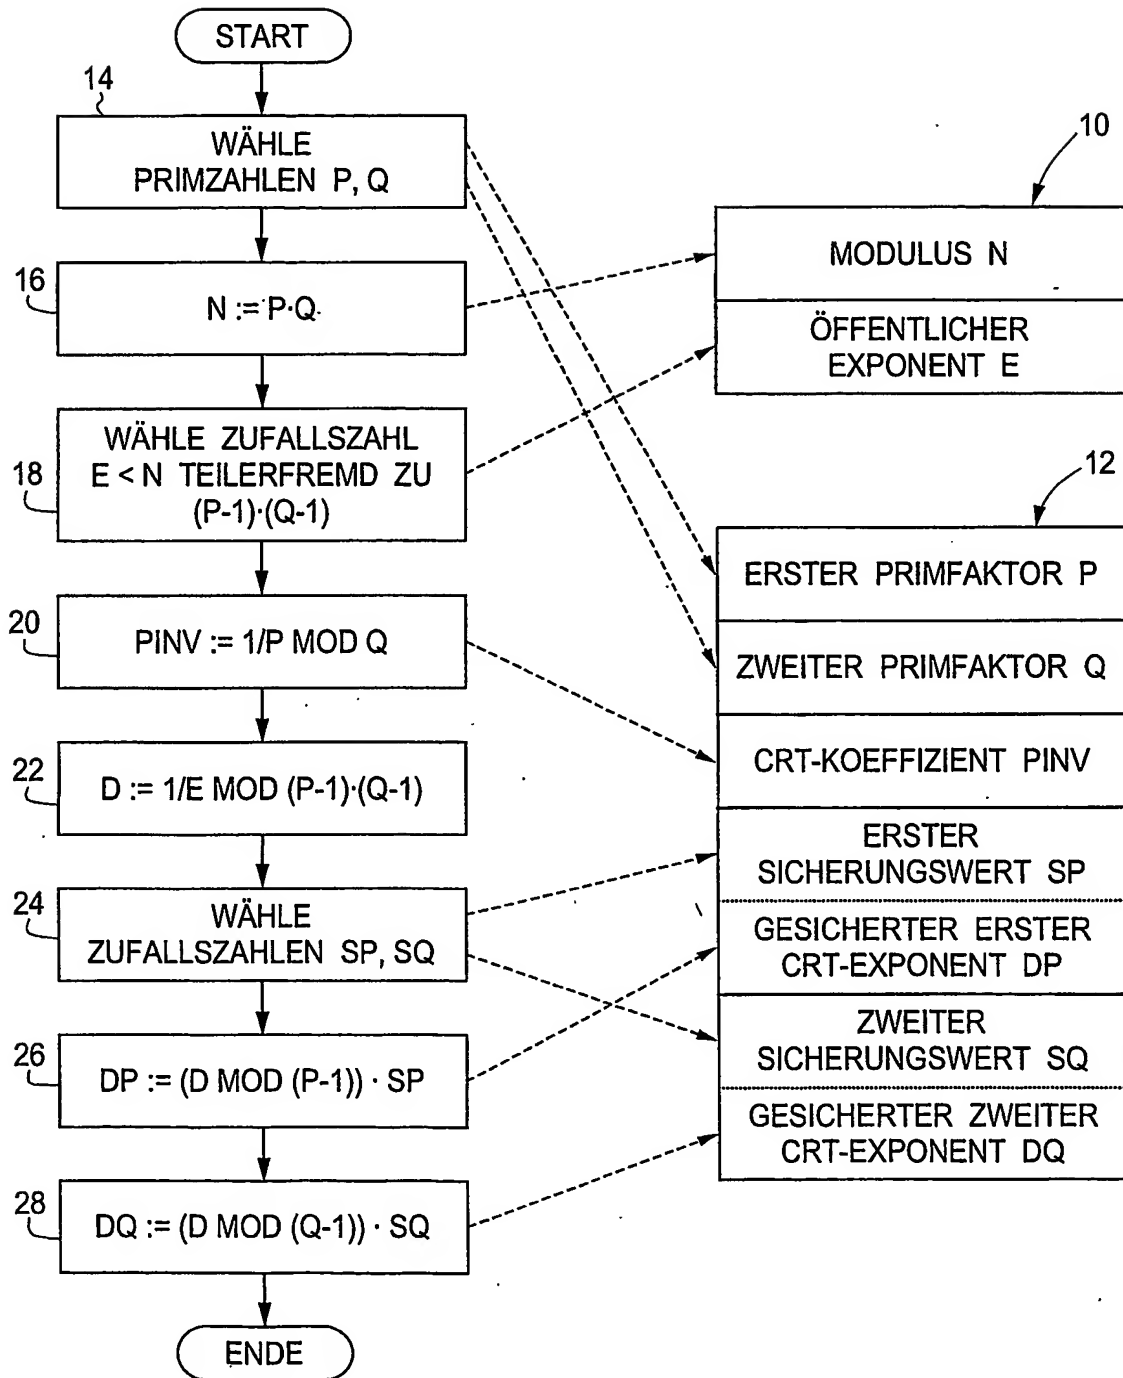 START
14
WÄHLE
PRIMZAHLEN P, Q
16
N := P·Q
18
WÄHLE ZUFALLSZAHL
E < N TEILERFREMD ZU
(P-1)·(Q-1)
20
PINV := 1/P MOD Q
22
D := 1/E MOD (P-1)·(Q-1)
24
WÄHLE
ZUFALLSZAHLEN SP, SQ
26
DP := (D MOD (P-1)) · SP
28
DQ := (D MOD (Q-1)) · SQ
ENDE
10
MODULUS N
ÖFFENTLICHER
EXPONENT E
12
ERSTER PRIMFAKTOR P
ZWEITER PRIMFAKTOR Q
CRT-KOEFFIZIENT PINV
ERSTER
SICHERUNGSWERT SP
GESICHERTER ERSTER
CRT-EXPONENT DP
ZWEITER
SICHERUNGSWERT SQ
GESICHERTER ZWEITER
CRT-EXPONENT DQ